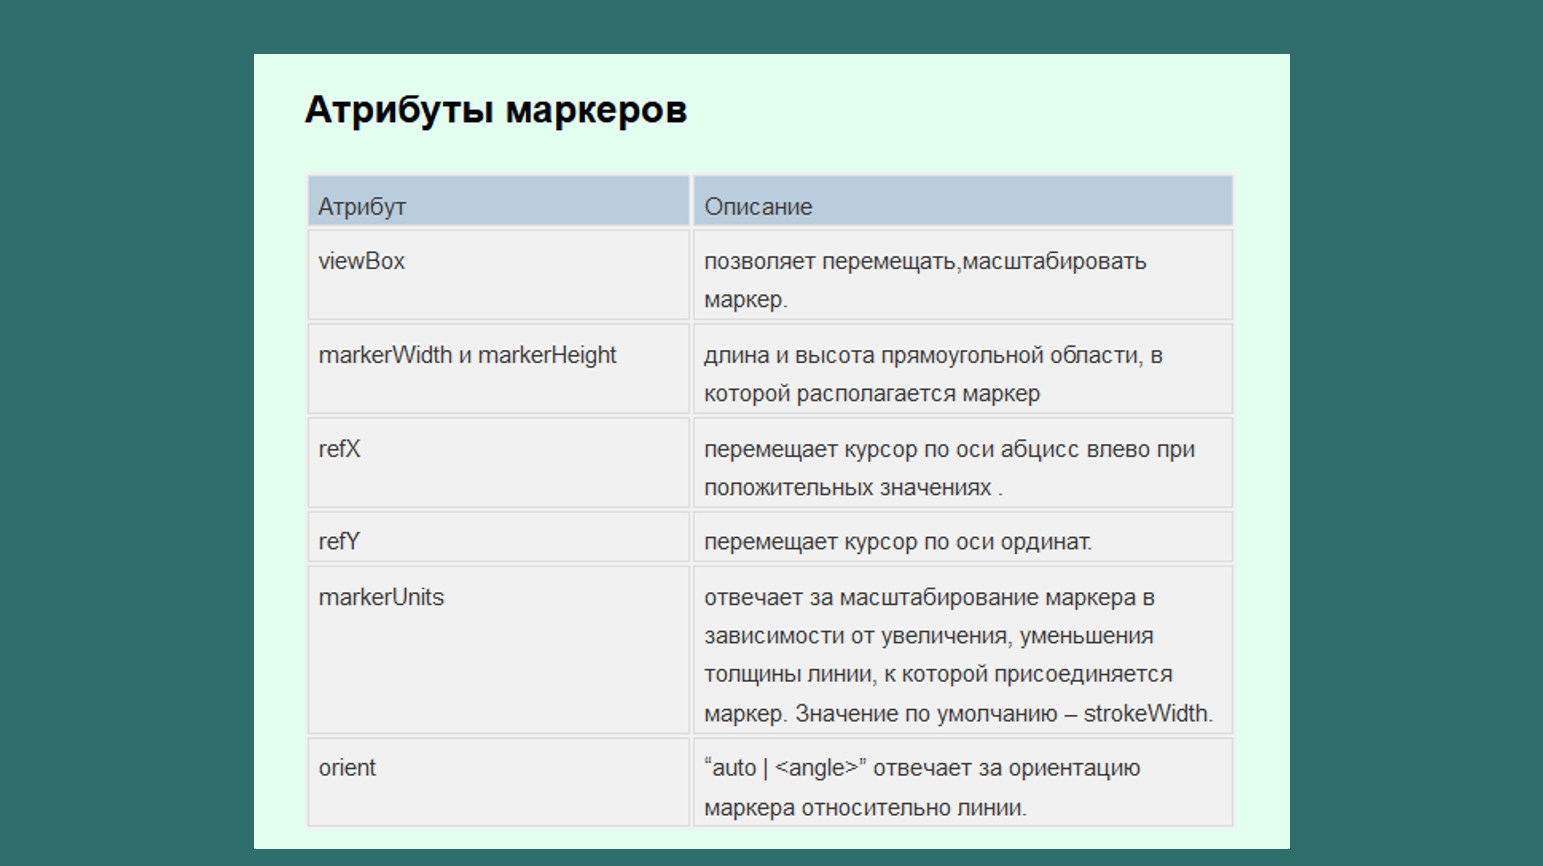 Атрибуты маркеров
Атрибут
Описание
viewBox
позволяет перемещать,масштабировать
маркер.
markerWidth и markerHeight
длина и высота прямоугольной области, в
которой располагается маркер
refX
перемещает курсор по оси абцисс влево при
положительных значениях .
refY
перемещает курсор по оси ординат.
markerUnits
отвечает за масштабирование маркера в
зависимости от увеличения, уменьшения
толщины линии, к которой присоединяется
маркер. Значение по умолчанию – strokeWidth.
orient
“auto | <angle>” отвечает за ориентацию
маркера относительно линии.